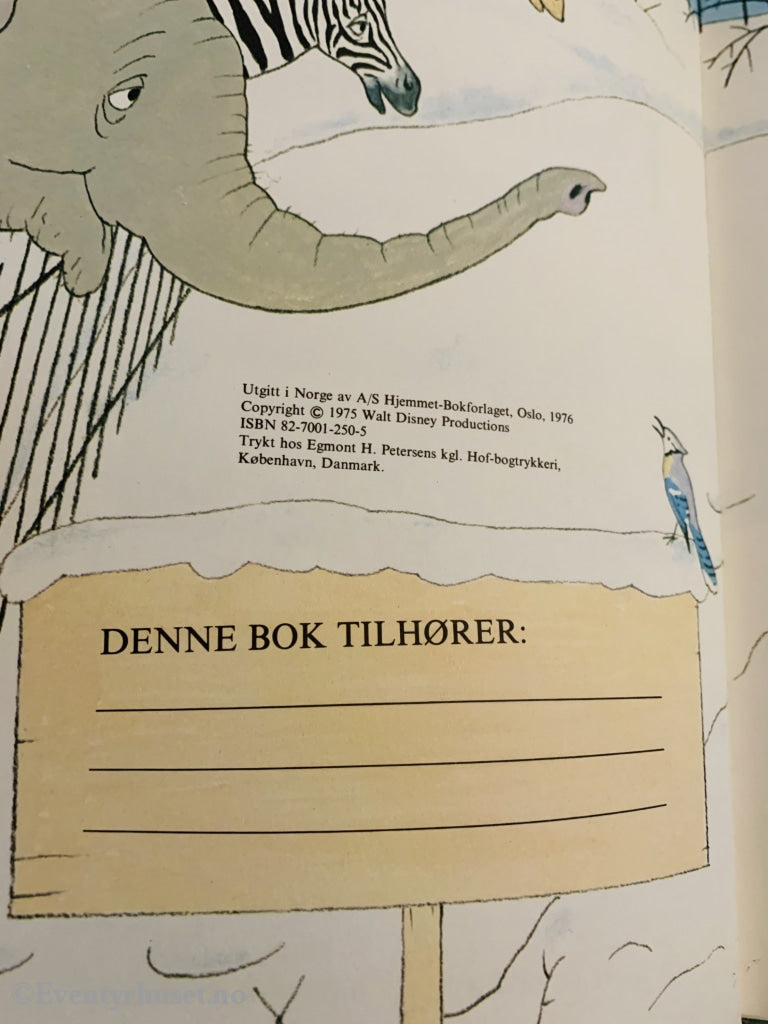 Utgitt i Norge av A/S Hjemmet-Bokforlaget, Oslo, 1976
Copyright © 1975 Walt Disney Productions
ISBN 82-7001-250-5
Trykt hos Egmont H. Petersens kgl. Hof-bogtrykkeri,
København, Danmark.
DENNE BOK TILHØRER:
©Eventyrhuset.no